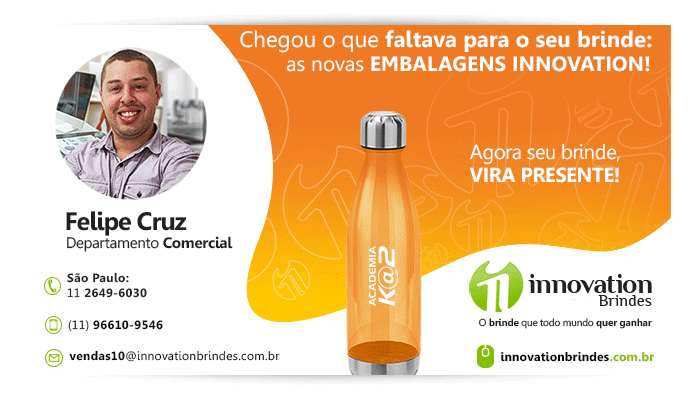 Chegou o que faltava para o seu brinde:
as novas EMBALAGENS INNOVATION!
Agora seu brinde,
VIRA PRESENTE!
Felipe Cruz
Departamento Comercial
São Paulo:
11 2649-6030
(11) 96610-9546
vendas10@innovationbrindes.com.br
ACADEMIA
K@2
innovation
Brindes
O brinde que todo mundo quer ganhar
innovationbrindes.com.br